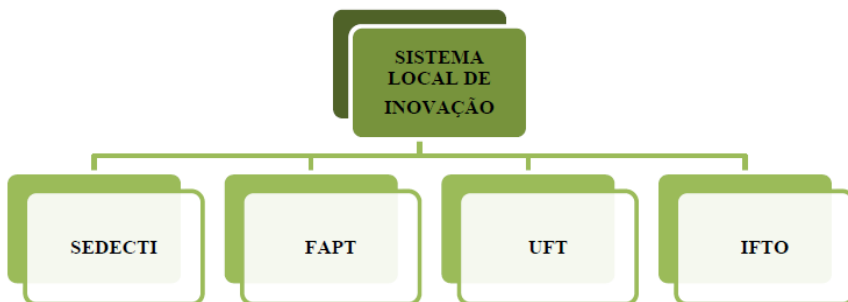 SISTEMA
LOCAL DE
INOVAÇÃO
SEDECTI
FAPT
UFT
IFTO